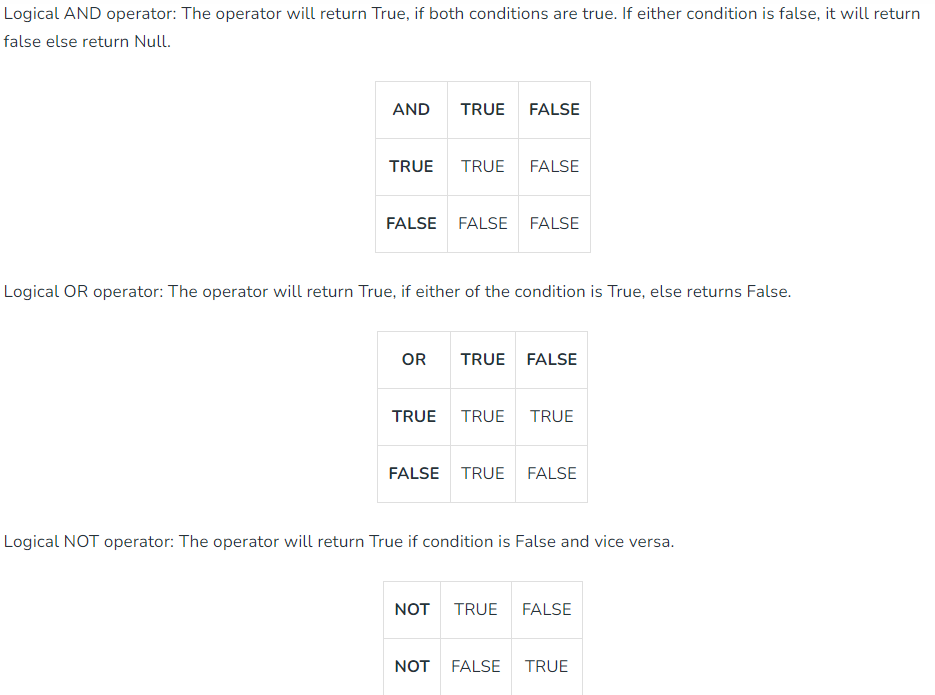 Logical AND operator: The operator will return True, if both conditions are true. If either condition is false, it will return
false else return Null.
AND TRUE FALSE
TRUE TRUE FALSE
FALSE FALSE FALSE
Logical OR operator: The operator will return True, if either of the condition is True, else returns False.
OR TRUE FALSE
TRUE TRUE TRUE
FALSE TRUE FALSE
Logical NOT operator: The operator will return True if condition is False and vice versa.
NOT TRUE FALSE
NOT FALSE TRUE